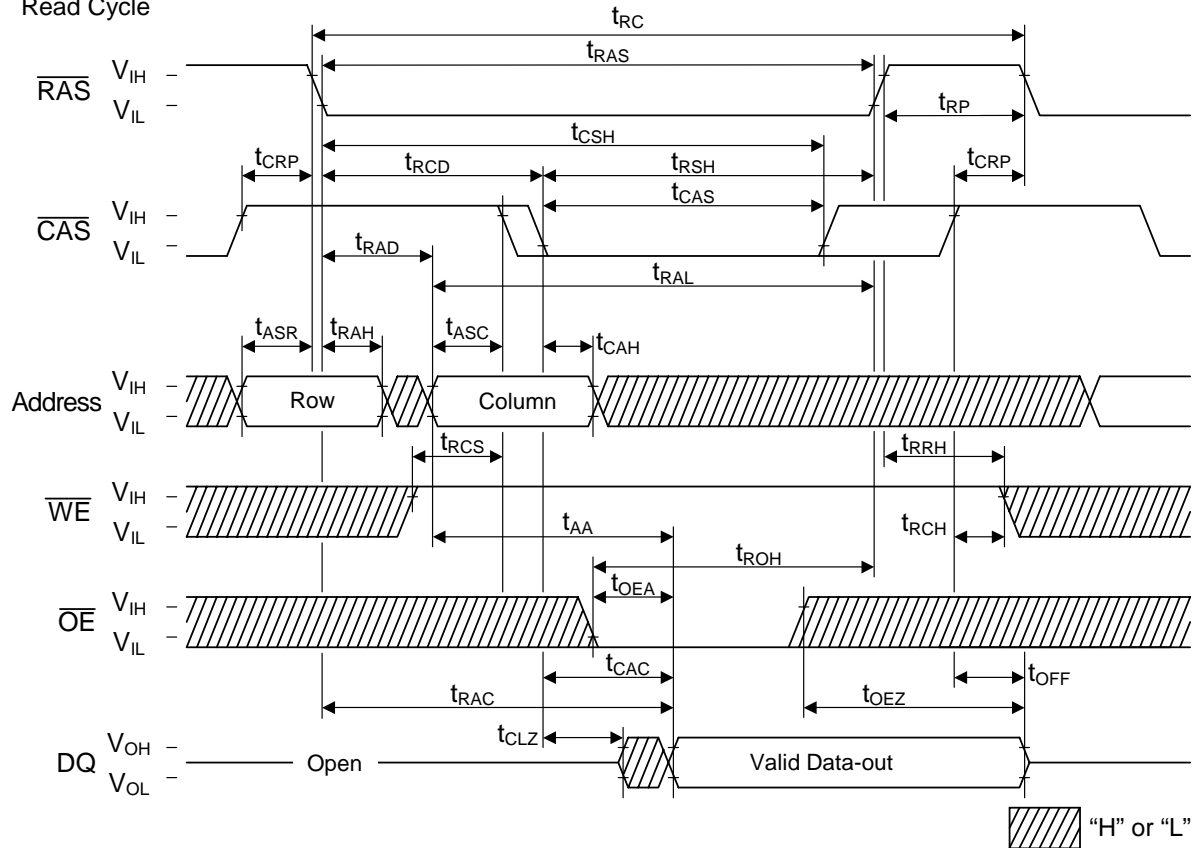 Read Cycle
tRC
RAS VIH tRAS
VIL tRP
tCSH
tCRP tRCD tRSH tCRP
CAS VIH tCAS
VIL tRAD
tRAL
tASR tRAH tASC tCAH
Address VIH Row Column
VIL
tRCS tRRH
WE VIH
VIL tAA tRCH
tROH
OE VIH tOEA
VIL
tCAC tOFF
tRAC tOEZ
tCLZ
DQ VOH Open Valid Data-out
VOL
“H” or “L”